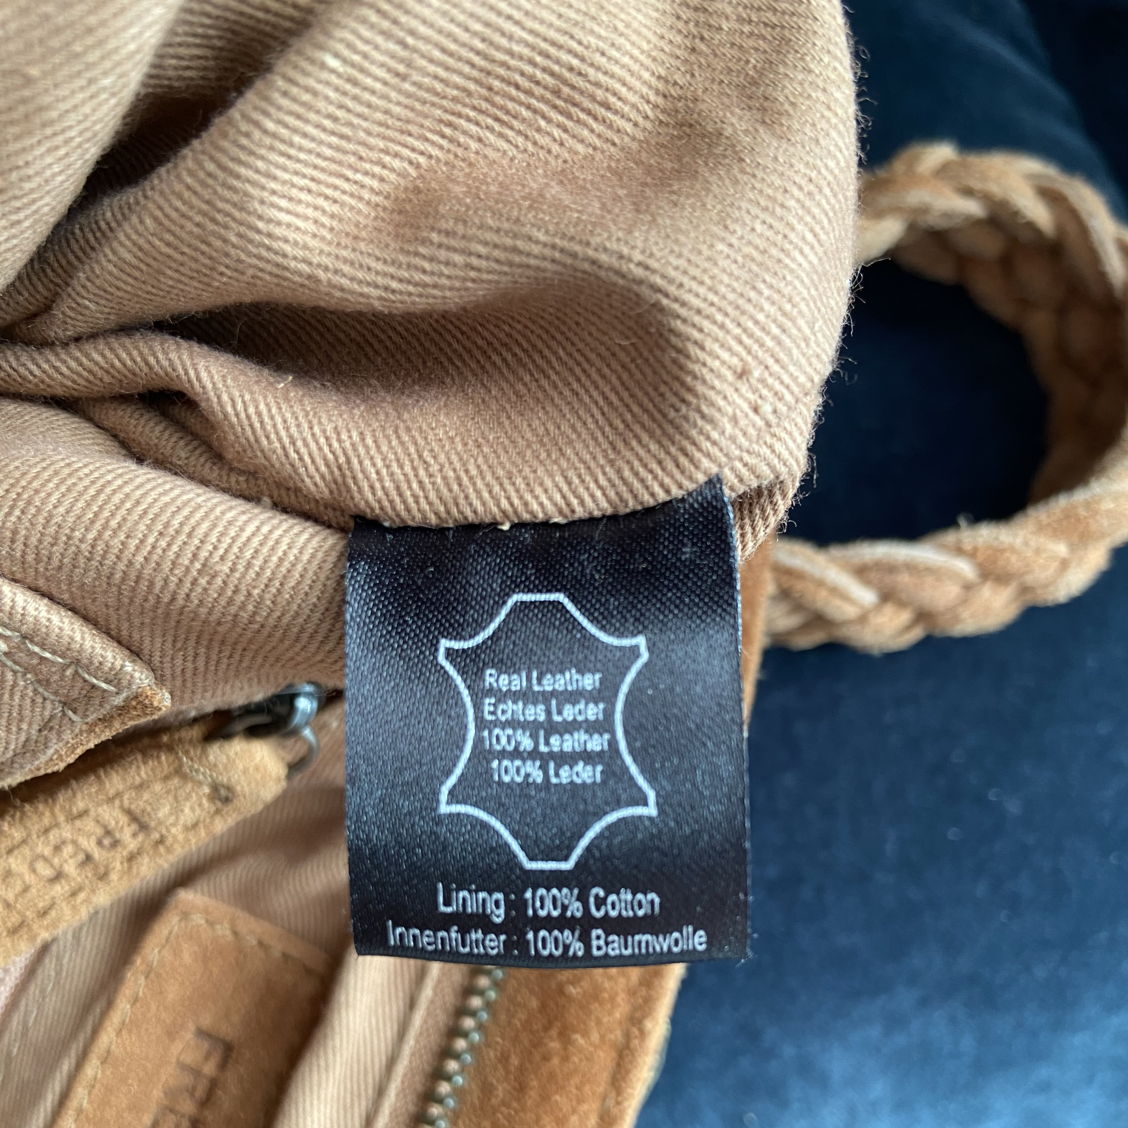 Real Leather
Echtes Leder
100% Leather
100% Leder
Lining : 100% Cotton
Innenfutter : 100% Baumwolle